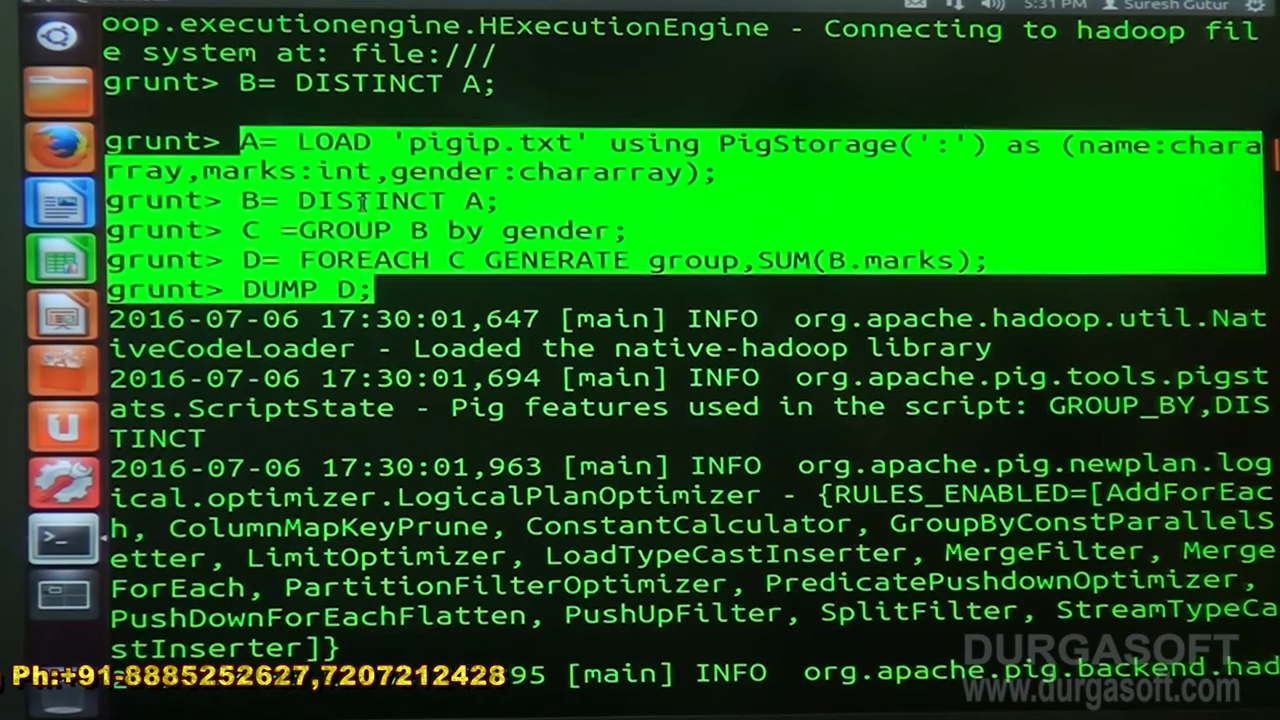 5:31 PM Suresh Gutur
oop.executionengine.HExecutionEngine - Connecting to hadoop fil
e system at: file:///
grunt> B= DISTINCT A;
grunt> A= LOAD 'pigip.txt' using PigStorage(':') as (name:chara
rray,marks:int,gender:chararray);
grunt> B= DISTINCT A;
grunt> C =GROUP B by gender;
grunt> D= FOREACH C GENERATE group,SUM(B.marks);
grunt> DUMP D;
2016-07-06 17:30:01,647 [main] INFO  org.apache.hadoop.util.Nat
iveCodeLoader - Loaded the native-hadoop library
2016-07-06 17:30:01,694 [main] INFO  org.apache.pig.tools.pigst
ats.ScriptState - Pig features used in the script: GROUP_BY,DIS
TINCT
2016-07-06 17:30:01,963 [main] INFO  org.apache.pig.newplan.log
ical.optimizer.LogicalPlanOptimizer - {RULES_ENABLED=[AddForEac
h, ColumnMapKeyPrune, ConstantCalculator, GroupByConstParallelS
etter, LimitOptimizer, LoadTypeCastInserter, MergeFilter, Merge
ForEach, PartitionFilterOptimizer, PredicatePushdownOptimizer,
PushDownForEachFlatten, PushUpFilter, SplitFilter, StreamTypeCa
stInserter]}
95 [main] INFO  org.apache.pig.backend.had
Ph:+91-8885252627,7207212428
DURGASOFT
www.durgasoft.com